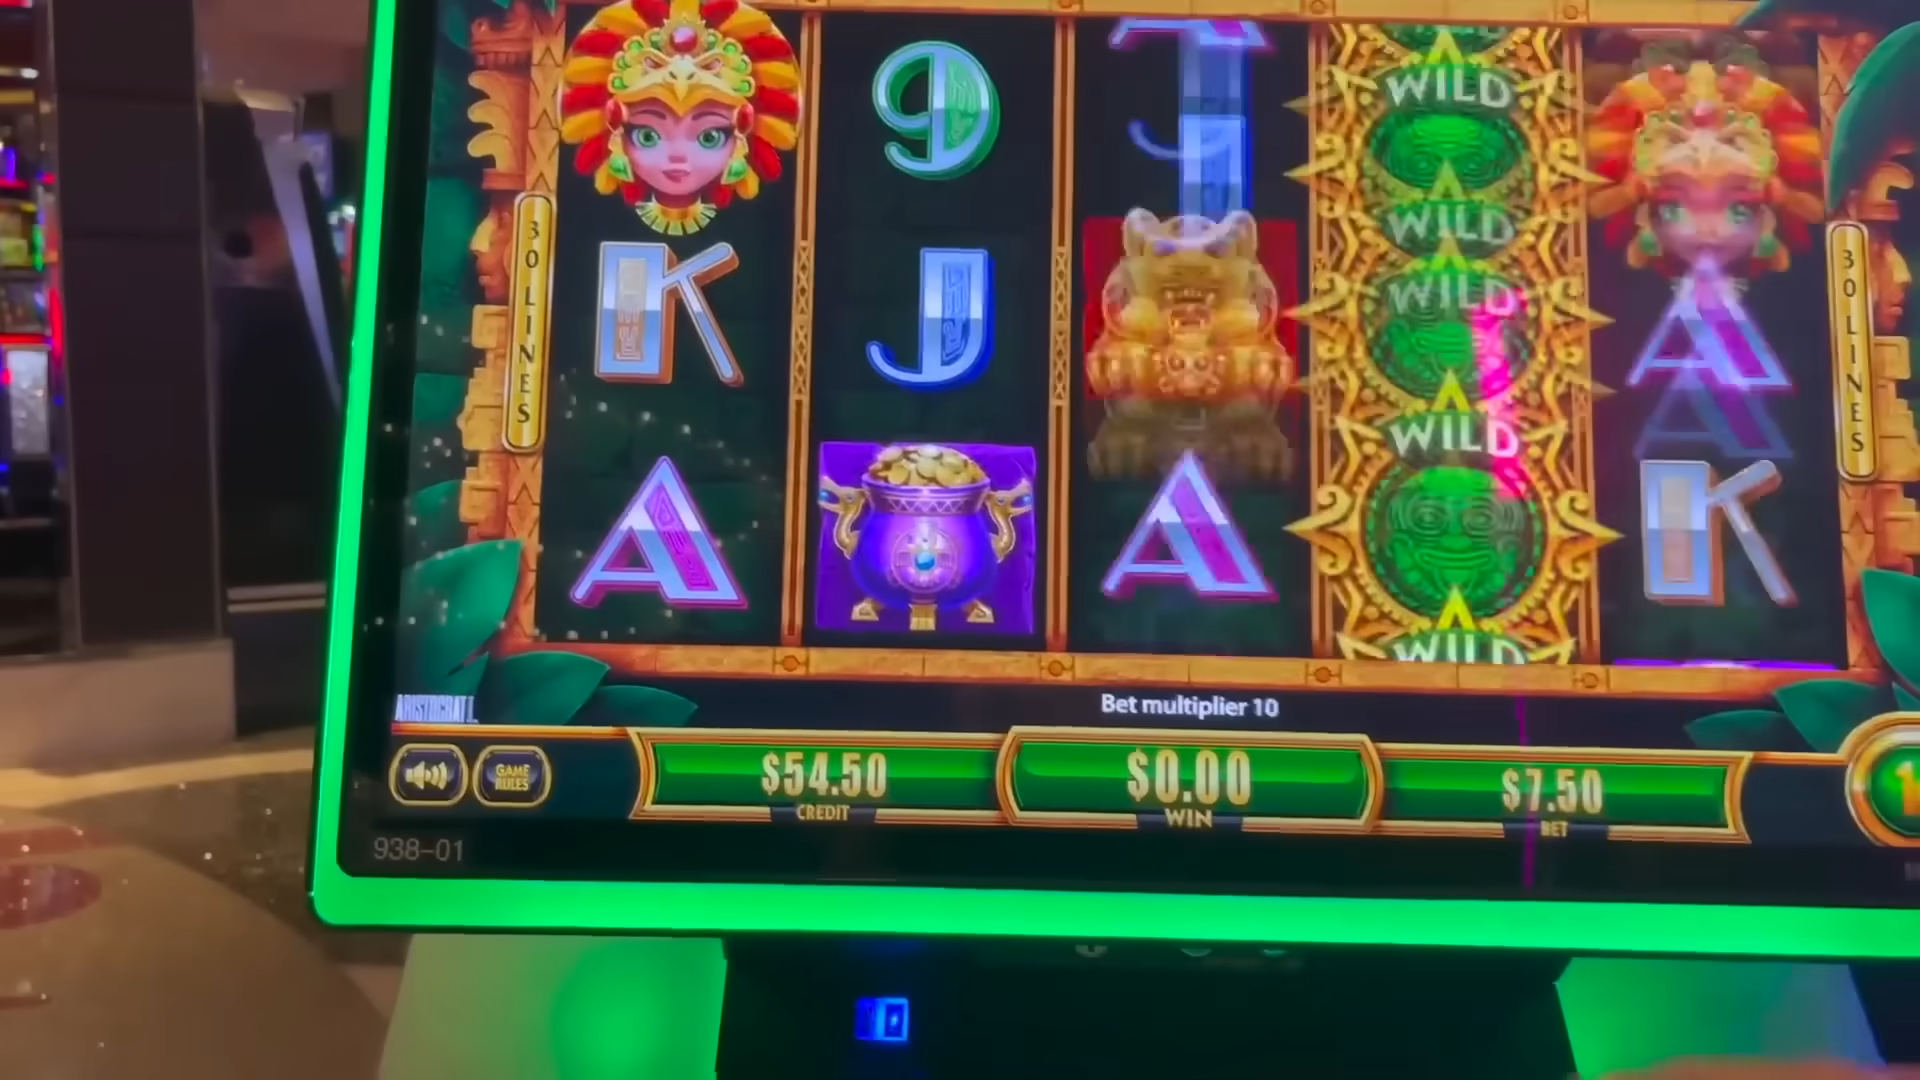 9
J
WILD
WILD
WILD
WILD
WILD
K
J
A
A
A
K
30 LINES
30 LINES
ARISTOCRAT
Bet multiplier 10
GAME RULES
$54.50
CREDIT
$0.00
WIN
$7.50
BET
938-01